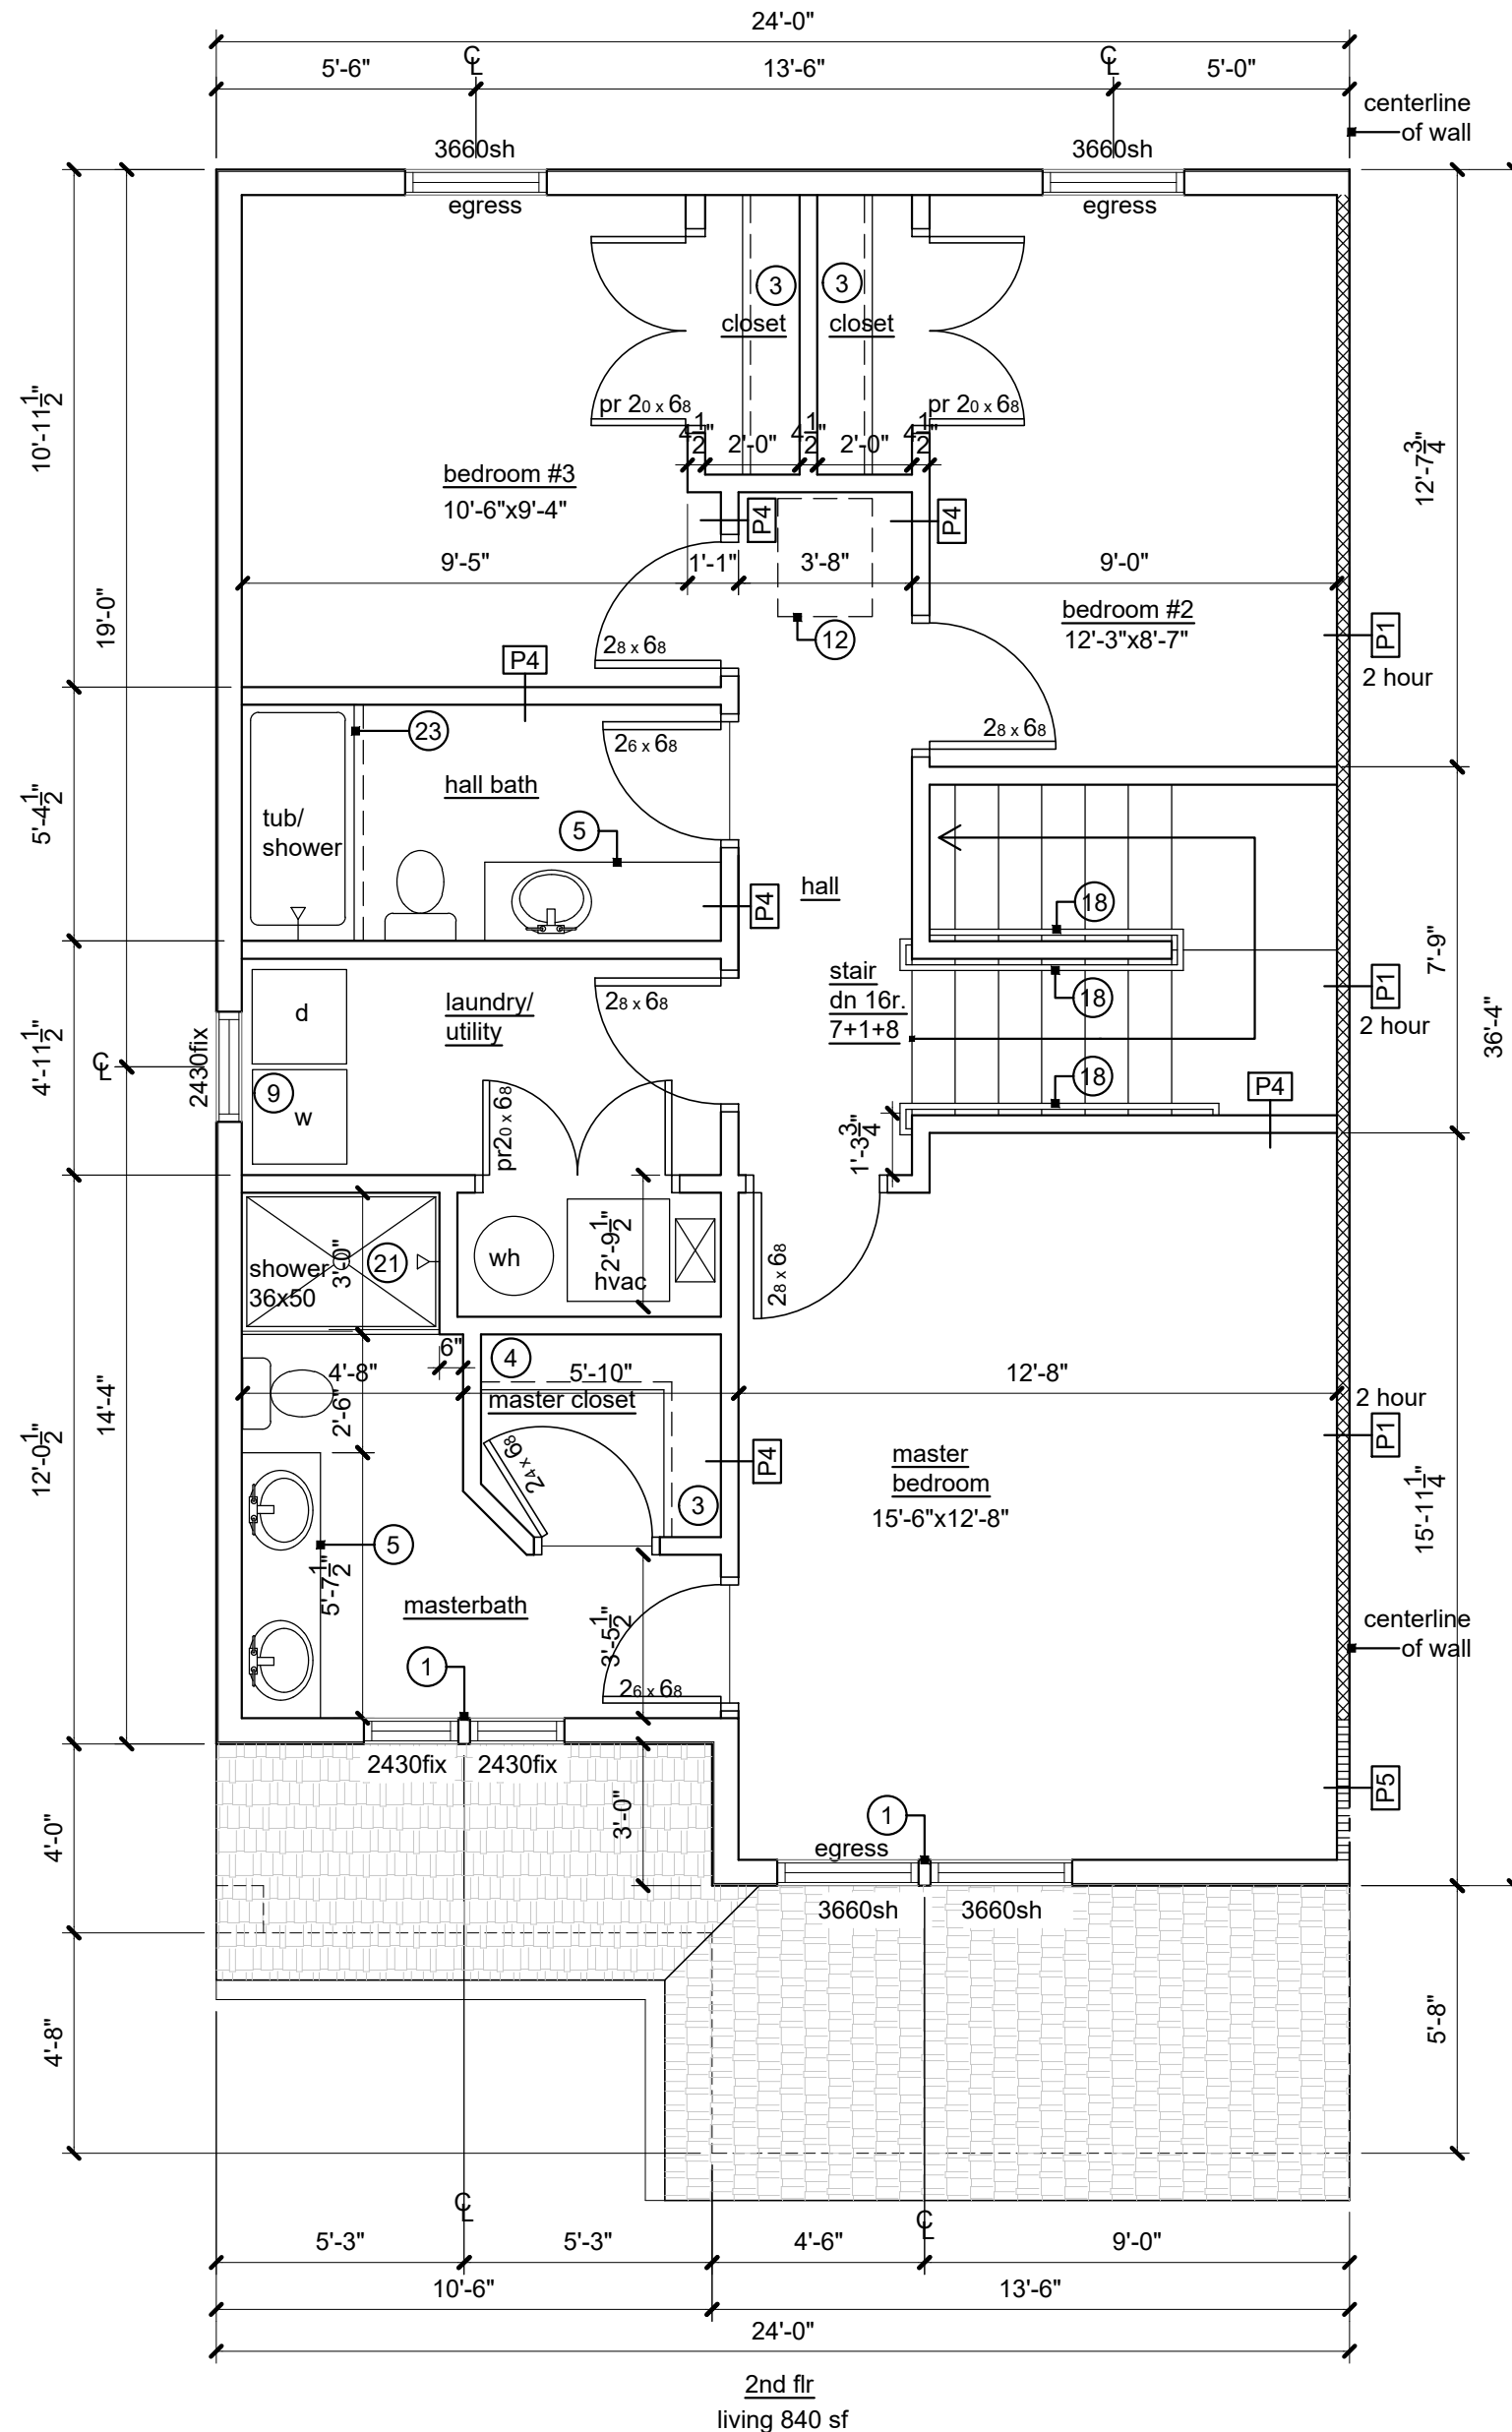 24'-0"
5'-6"
CL
13'-6"
CL
5'-0"
centerline
of wall
3660sh
3660sh
egress
egress
3
3
closet
closet
pr 20 x 68
pr 20 x 68
4 1/2"
2'-0"
4 1/2"
2'-0"
4 1/2"
10'-11 1/2"
12'-7 3/4"
bedroom #3
10'-6"x9'-4"
P4
P4
9'-5"
1'-1"
3'-8"
9'-0"
19'-0"
bedroom #2
12'-3"x8'-7"
12
P1
2 hour
28 x 68
P4
23
26 x 68
28 x 68
hall bath
5'-4 1/2"
tub/
shower
5
hall
P4
18
7'-9"
stair
dn 16r.
7+1+8
18
P1
2 hour
36'-4"
28 x 68
laundry/
utility
d
4'-11 1/2"
CL
2430fix
9
w
18
P4
pr20 x 68
1'-3 3/4"
wh
2'-9 1/2"
hvac
28 x 68
shower
36x50
3'-0"
21
6"
4
4'-8"
5'-10"
12'-8"
master closet
2 hour
P1
2'-6"
14'-4"
12'-0 1/2"
24 x 68
P4
master
bedroom
15'-6"x12'-8"
3
15'-11 1/4"
5
5'-7 1/2"
masterbath
3'-5 1/2"
centerline
of wall
1
26 x 68
2430fix
2430fix
P5
3'-0"
1
egress
4'-0"
3660sh
3660sh
4'-8"
5'-8"
CL
CL
5'-3"
5'-3"
4'-6"
9'-0"
10'-6"
13'-6"
24'-0"
2nd flr
living 840 sf